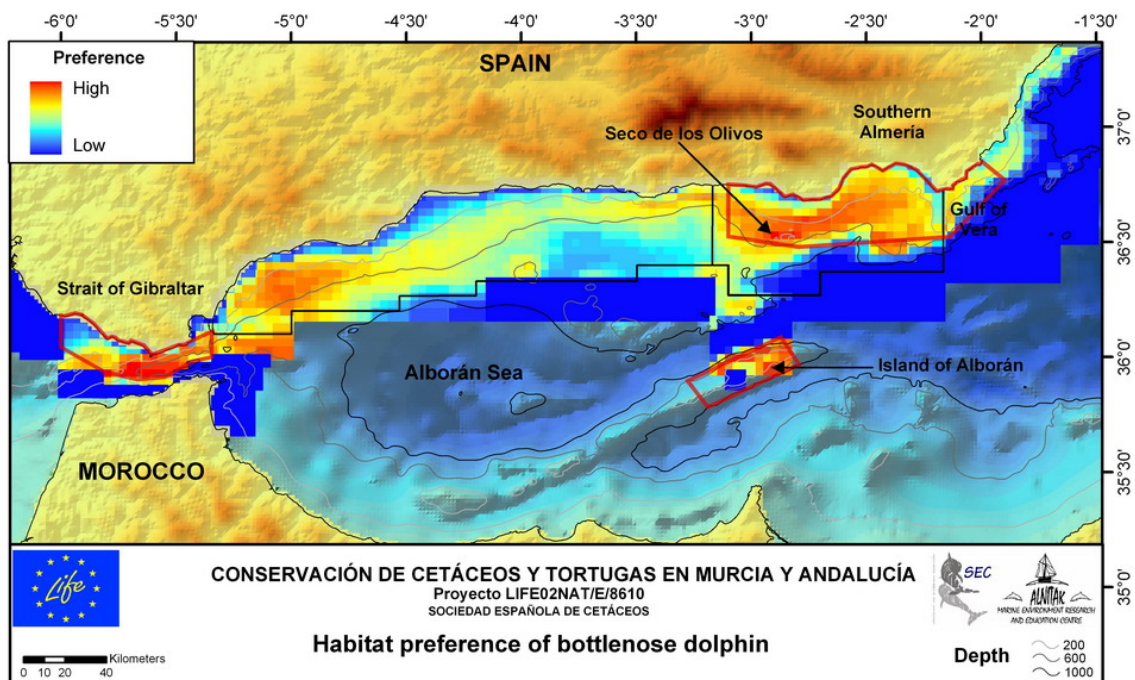 -6°0' -5°30' -5°0' -4°30' -4°0' -3°30' -3°0' -2°30' -2°0' -1°30'
Preference
High
Low
SPAIN
Southern
Almería
Seco de los Olivos
37°0'
Gulf of
Vera
36°30'
Strait of Gibraltar
36°0'
Alborán Sea
Island of Alborán
MOROCCO
35°30'
35°0'
Life
CONSERVACIÓN DE CETÁCEOS Y TORTUGAS EN MURCIA Y ANDALUCÍA
Proyecto LIFE02NAT/E/8610
SOCIEDAD ESPAÑOLA DE CETÁCEOS
Habitat preference of bottlenose dolphin
SEC
ALNITAK
MARINE ENVIRONMENT RESEARCH
AND EDUCATION CENTRE
Kilometers
0 10 20 40
Depth
200
600
1000